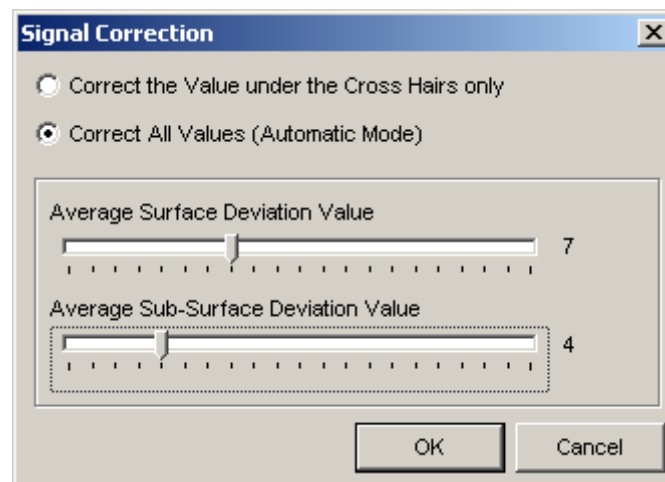 Signal Correction
Correct the Value under the Cross Hairs only
Correct All Values (Automatic Mode)
Average Surface Deviation Value
7
Average Sub-Surface Deviation Value
4
OK Cancel